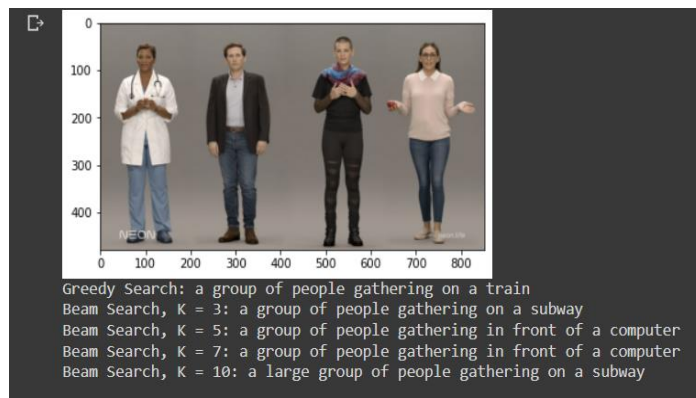 0
100
200
300
400
NEON
neon.life
0 100 200 300 400 500 600 700 800
Greedy Search: a group of people gathering on a train
Beam Search, K = 3: a group of people gathering on a subway
Beam Search, K = 5: a group of people gathering in front of a computer
Beam Search, K = 7: a group of people gathering in front of a computer
Beam Search, K = 10: a large group of people gathering on a subway